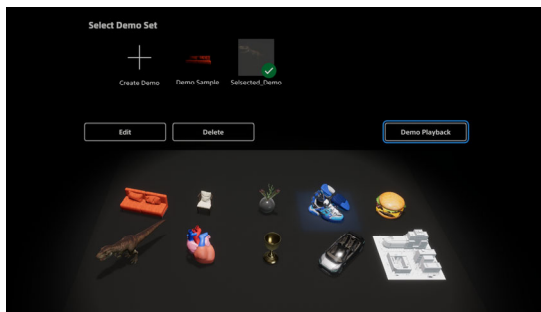 Select Demo Set
Create Demo
Demo Sample
Selsected_Demo
Edit
Delete
Demo Playback